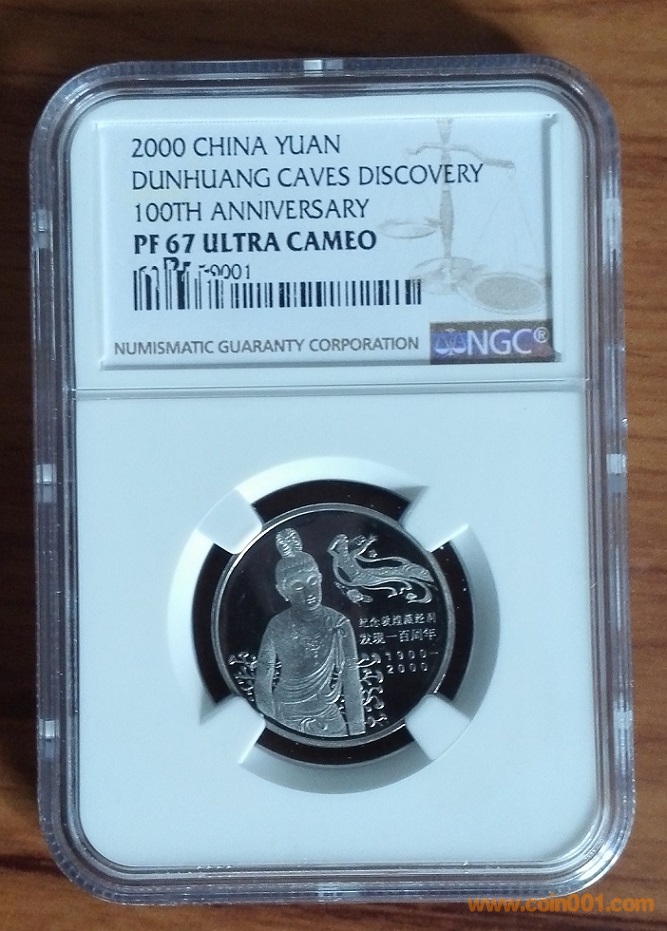 2000 CHINA YUAN
DUNHUANG CAVES DISCOVERY
100TH ANNIVERSARY
PF 67 ULTRA CAMEO
NUMISMATIC GUARANTY CORPORATION
NGC®
纪念敦煌藏经洞
发现一百周年
1900-
2000
www.coin001.com